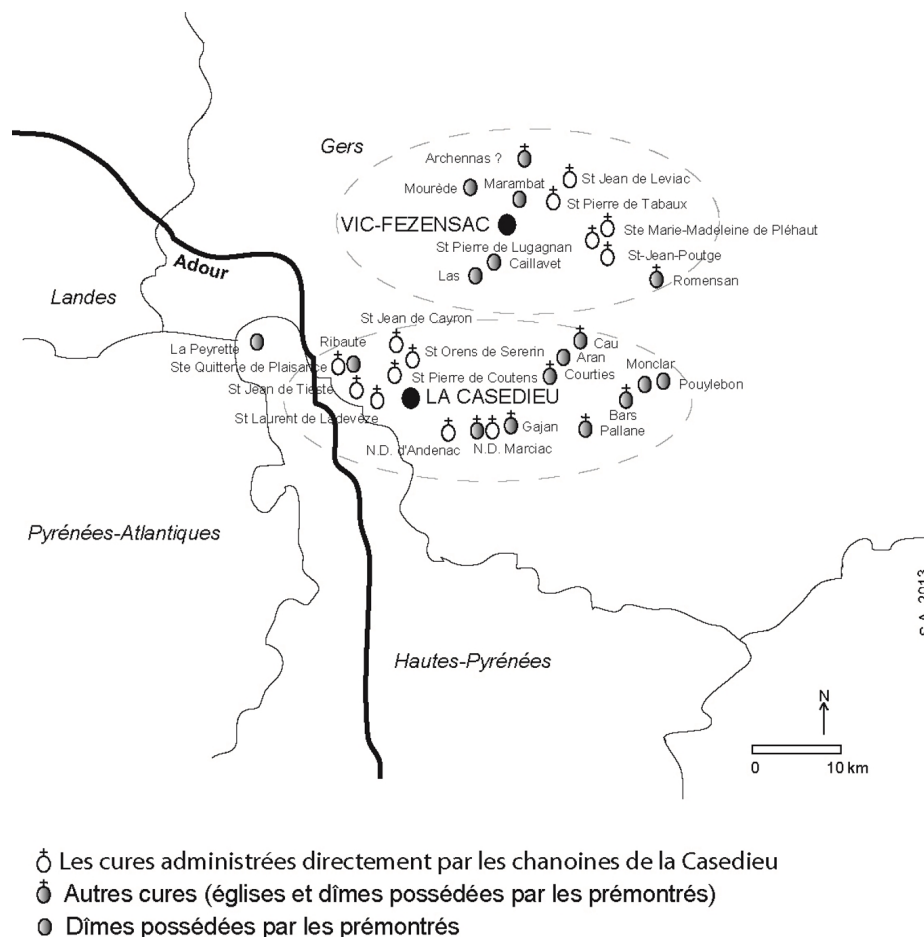 Gers
Archennas ?
St Jean de Leviac
Mouréde
Marambat
St Pierre de Tabaux
VIC-FEZENSAC
Ste Marie-Madeleine de Pléhaut
St Pierre de Lugagnan
St-Jean-Poutge
Caillavet
Las
Romensan
Adour
Landes
St Jean de Cayron
La Peyrette
Ribaute
Cau
Ste Quitterie de Plaisance
St Orens de Sererin
Aran
Monclar
St Jean de Tieste
St Pierre de Coutens
Courties
Pouylebon
LA CASEDIEU
St Laurent de Ladevèze
Bars
Gajan
Pallane
N.D. d'Andenac
N.D. Marciac
Pyrénées-Atlantiques
S.A. 2013
Hautes-Pyrénées
N
0 10 km
Les cures administrées directement par les chanoines de la Casedieu
Autres cures (églises et dîmes possédées par les prémontrés)
Dîmes possédées par les prémontrés